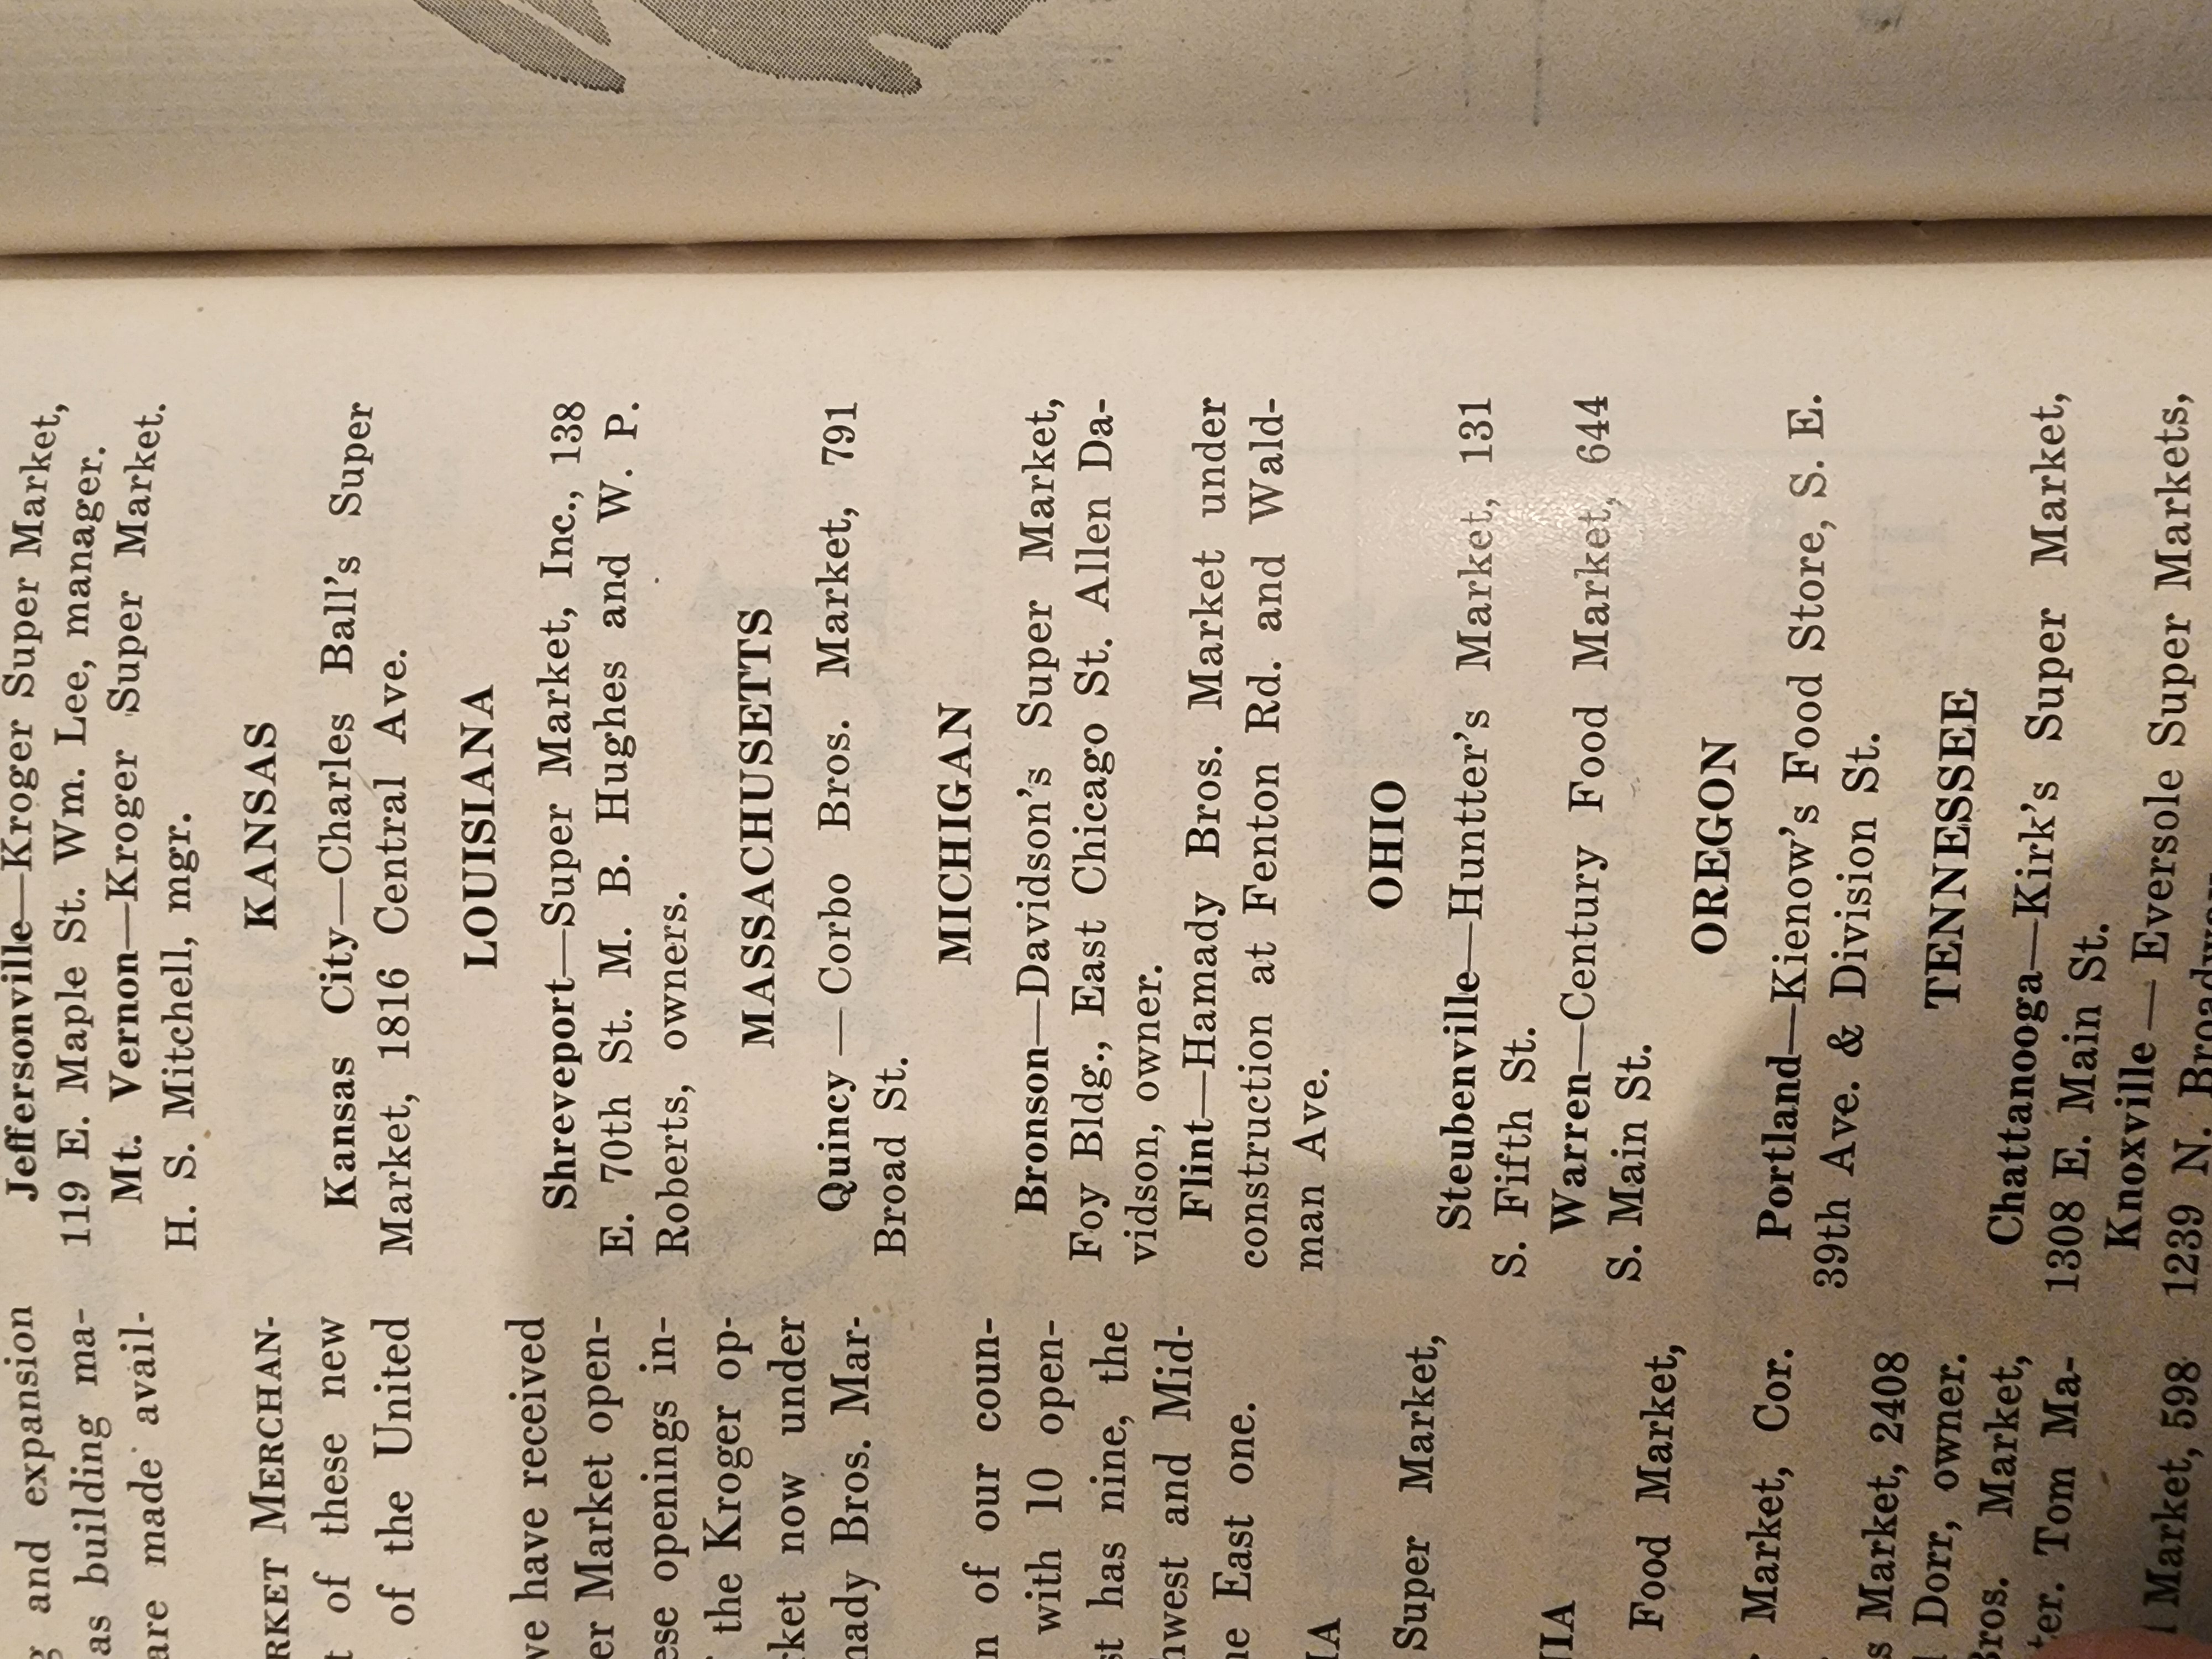 g and expansion
as building ma-
are made avail-
RKET MERCHAN-
t of these new
of the United
ve have received
er Market open-
ese openings in-
the Kroger op-
rket now under
mady Bros. Mar-
n of our coun-
with 10 open-
st has nine, the
hwest and Mid-
he East one.
IA
Super Market,
NIA
Food Market,
Market, Cor.
s Market, 2408
Dorr, owner.
Bros. Market,
ter. Tom Ma-
Market, 598
Jeffersonville—Kroger Super Market,
119 E. Maple St. Wm. Lee, manager.
Mt. Vernon—Kroger Super Market.
H. S. Mitchell, mgr.
KANSAS
Kansas City—Charles Ball's Super
Market, 1816 Central Ave.
LOUISIANA
Shreveport—Super Market, Inc., 138
E. 70th St. M. B. Hughes and W. P.
Roberts, owners.
MASSACHUSETTS
Quincy — Corbo Bros. Market, 791
Broad St.
MICHIGAN
Bronson—Davidson's Super Market,
Foy Bldg., East Chicago St. Allen Da-
vidson, owner.
Flint—Hamady Bros. Market under
construction at Fenton Rd. and Wald-
man Ave.
OHIO
Steubenville—Huntter's Market, 131
S. Fifth St.
Warren—Century Food Market, 644
S. Main St.
OREGON
Portland—Kienow's Food Store, S. E.
39th Ave. & Division St.
TENNESSEE
Chattanooga—Kirk's Super Market,
1308 E. Main St.
Knoxville — Eversole Super Markets,
1239 N. Broadway